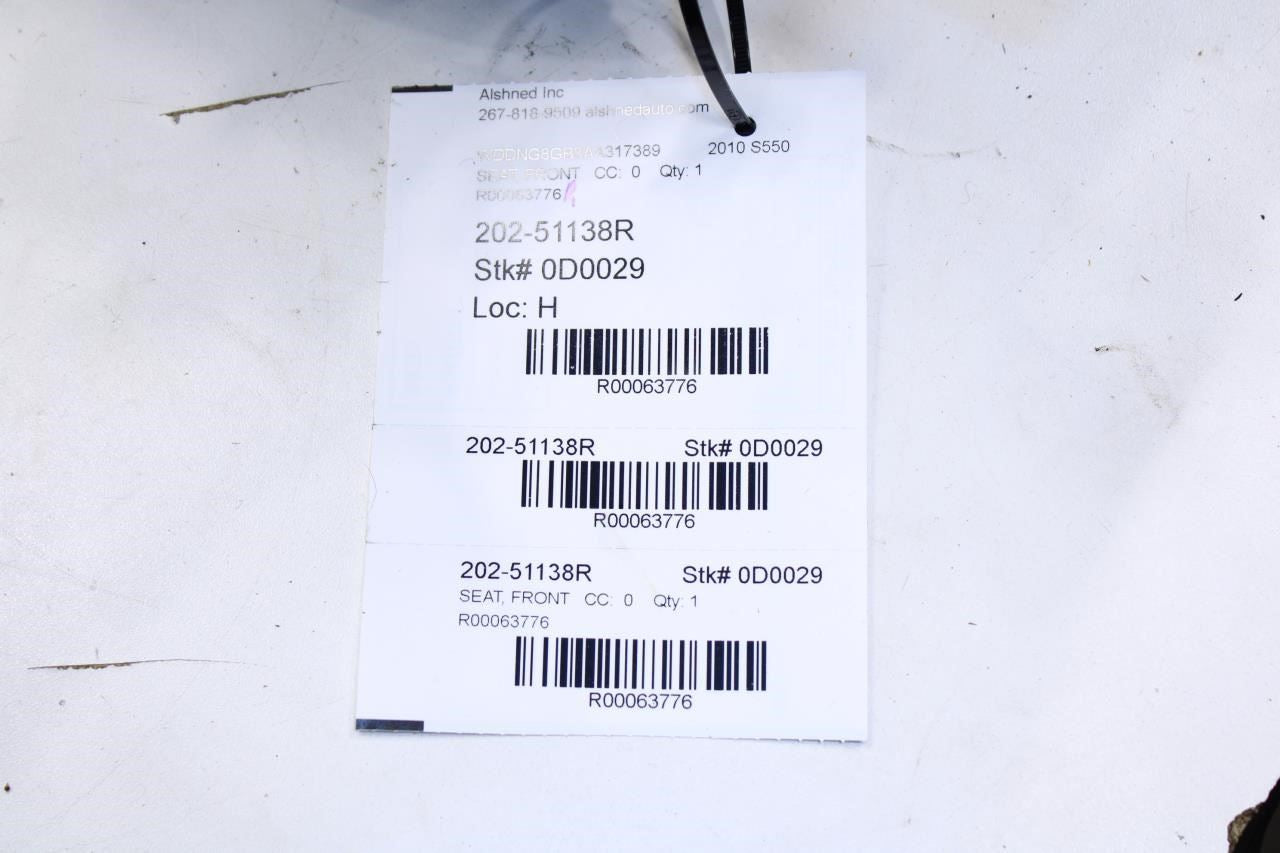 Alshned Inc
267-818-9509 alshnedauto.com
2010 S550
SEAT, FRONT CC: 0 Qty: 1
R00063776
202-51138R
Stk# 0D0029
Loc: H
R00063776
202-51138R Stk# 0D0029
R00063776
202-51138R Stk# 0D0029
SEAT, FRONT CC: 0 Qty: 1
R00063776
R00063776